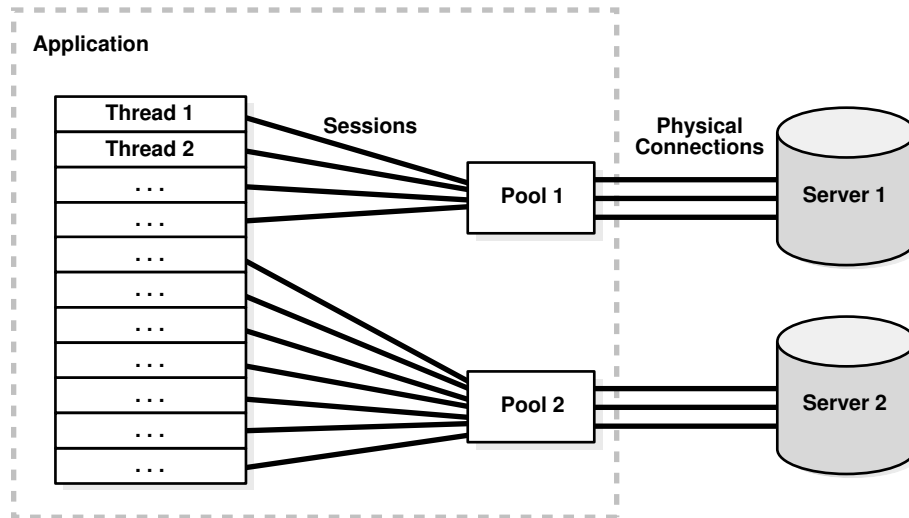 Application
Thread 1
Thread 2
. . .
. . .
. . .
. . .
. . .
. . .
. . .
. . .
. . .
Sessions
Pool 1
Pool 2
Physical
Connections
Server 1
Server 2